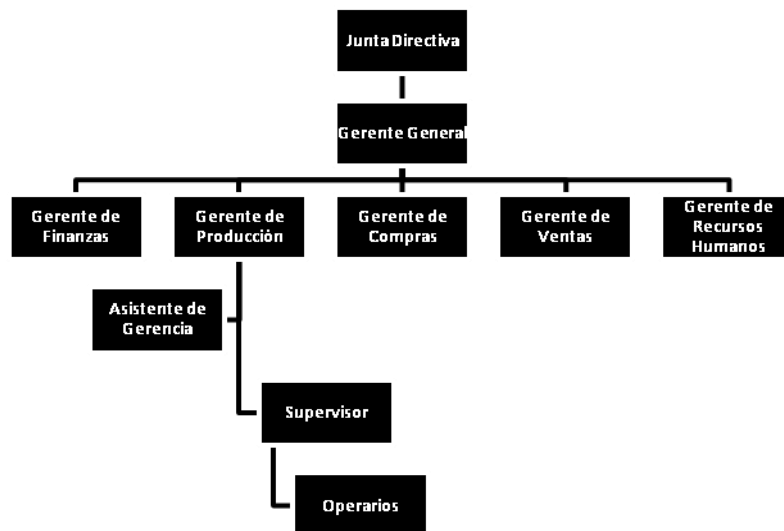 Junta Directiva
Gerente General
Gerente de
Finanzas
Gerente de
Producción
Gerente de
Compras
Gerente de
Ventas
Gerente de
Recursos
Humanos
Asistente de
Gerencia
Supervisor
Operarios